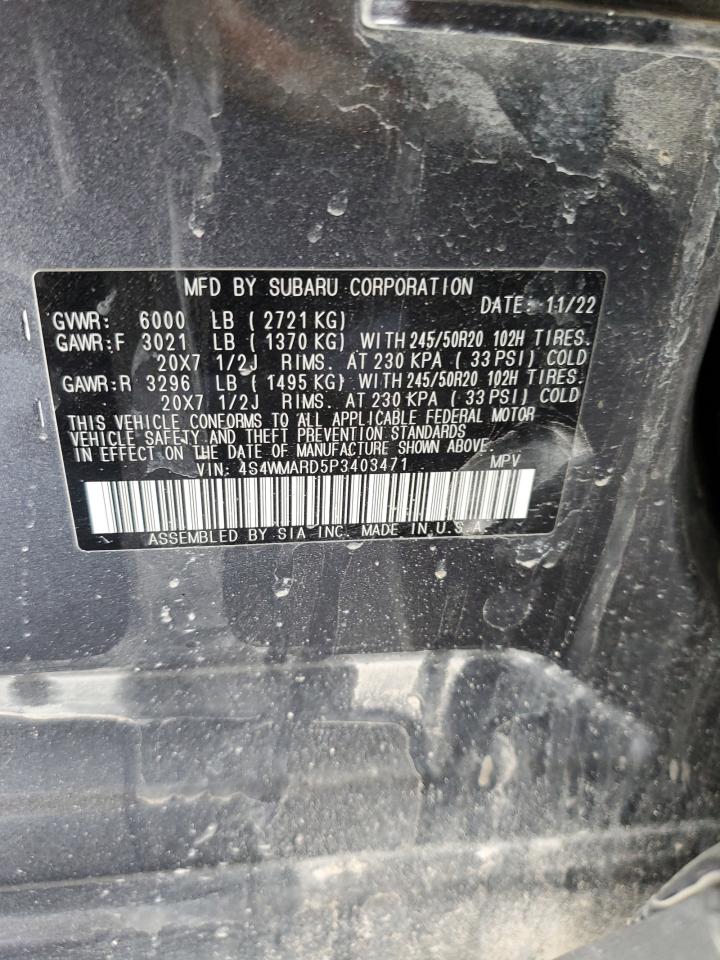 MFD BY SUBARU CORPORATION
DATE: 11/22
GVWR: 6000 LB ( 2721 KG)
GAWR:F 3021 LB ( 1370 KG) WITH 245/50R20 102H TIRES.
20X7 1/2J RIMS. AT 230 KPA ( 33 PSI) COLD
GAWR:R 3296 LB ( 1495 KG) WITH 245/50R20 102H TIRES.
20X7 1/2J RIMS. AT 230 KPA ( 33 PSI) COLD
THIS VEHICLE CONFORMS TO ALL APPLICABLE FEDERAL MOTOR
VEHICLE SAFETY AND THEFT PREVENTION STANDARDS
IN EFFECT ON THE DATE OF MANUFACTURE SHOWN ABOVE.
VIN: 4S4WMARD5P3403471 MPV
ASSEMBLED BY SIA INC. MADE IN U.S.A.